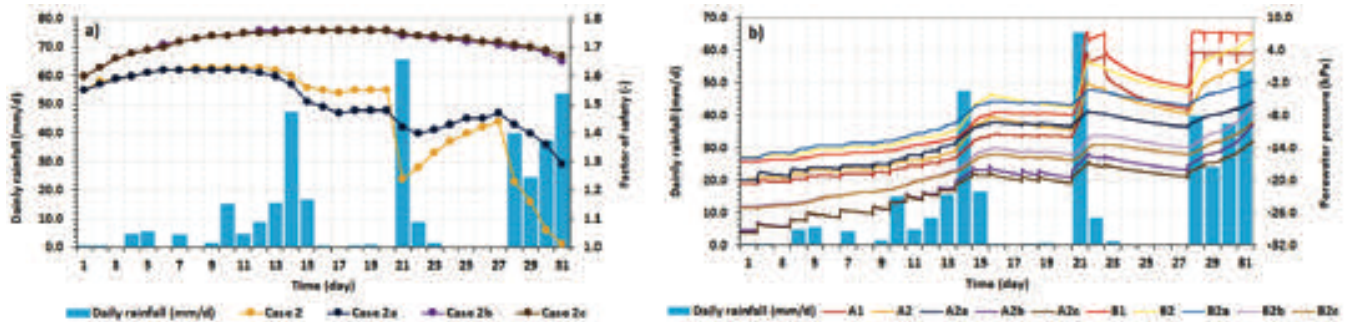 a)
Daily rainfall (mm/d)
80.0
70.0
60.0
50.0
40.0
30.0
20.0
10.0
0.0
1.8
1.7
1.6
1.5
1.4
1.3
1.2
1.1
1.0
Factor of safety (-)
1 3 5 7 9 11 13 15 17 19 21 23 25 27 29 31
Time (day)
Daily rainfall (mm/d) Case 2 Case 2a Case 2b Case 2c
b)
Dainly rainfall (mm/d)
70.0
60.0
50.0
40.0
30.0
20.0
10.0
0.0
10.0
4.0
-2.0
-8.0
-14.0
-20.0
-26.0
-32.0
Porewater pressure (kPa)
1 3 5 7 9 11 13 15 17 19 21 23 25 27 29 31
Time (day)
Daily rainfall (mm/d) A1 A2 A2a A2b A2c B1 B2 B2a B2b B2c